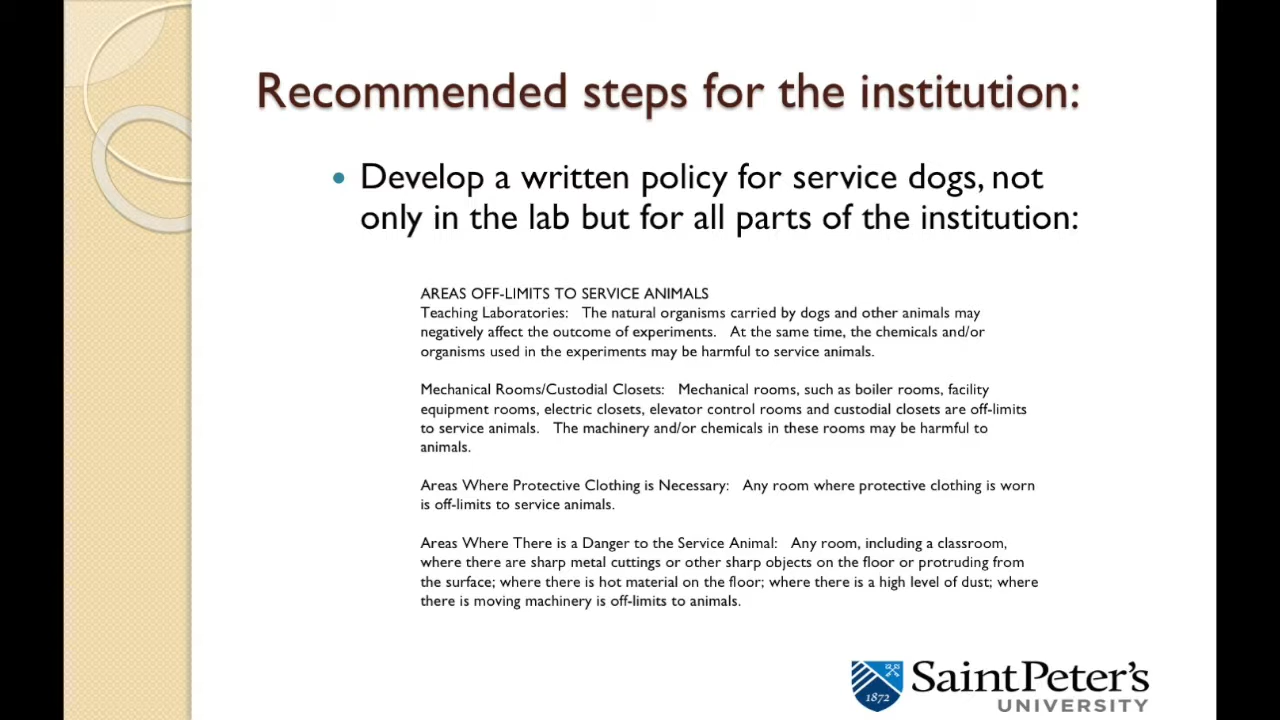 Recommended steps for the institution:
• Develop a written policy for service dogs, not
only in the lab but for all parts of the institution:
AREAS OFF-LIMITS TO SERVICE ANIMALS
Teaching Laboratories: The natural organisms carried by dogs and other animals may
negatively affect the outcome of experiments. At the same time, the chemicals and/or
organisms used in the experiments may be harmful to service animals.
Mechanical Rooms/Custodial Closets: Mechanical rooms, such as boiler rooms, facility
equipment rooms, electric closets, elevator control rooms and custodial closets are off-limits
to service animals. The machinery and/or chemicals in these rooms may be harmful to
animals.
Areas Where Protective Clothing is Necessary: Any room where protective clothing is worn
is off-limits to service animals.
Areas Where There is a Danger to the Service Animal: Any room, including a classroom,
where there are sharp metal cuttings or other sharp objects on the floor or protruding from
the surface; where there is hot material on the floor; where there is a high level of dust; where
there is moving machinery is off-limits to animals.
1872
Saint Peter's
UNIVERSITY